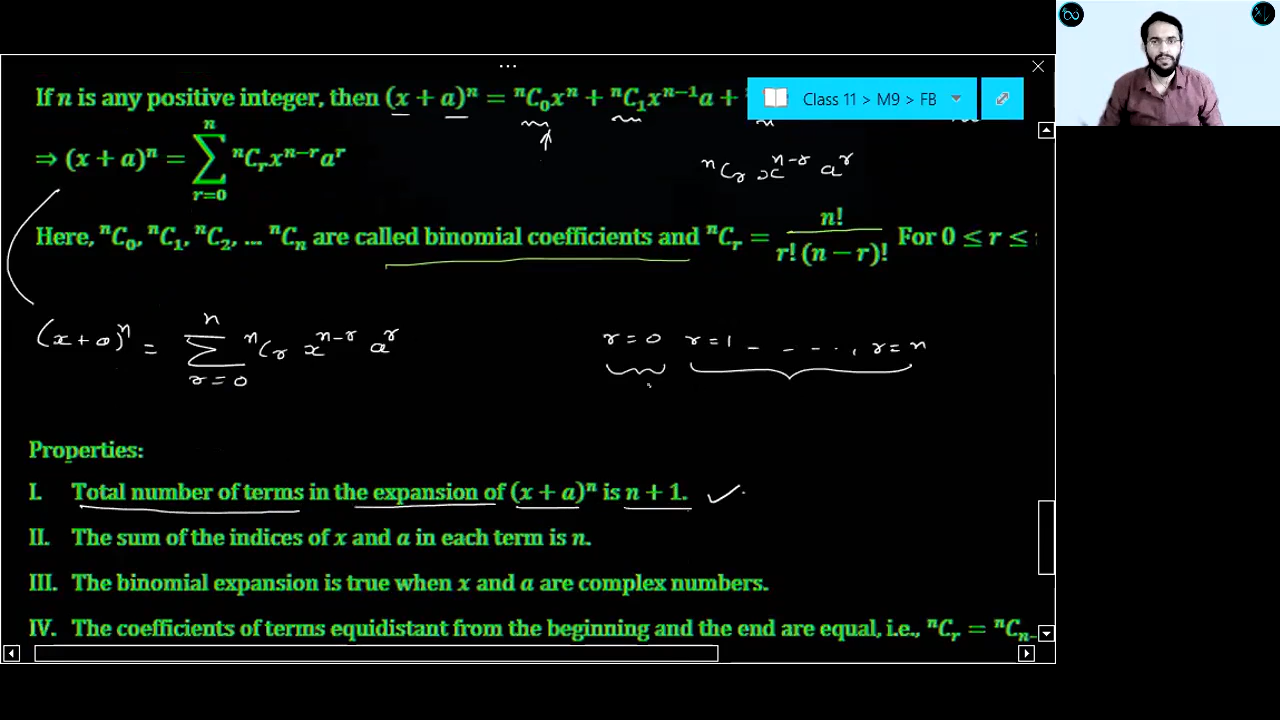 If n is any positive integer, then (x + a)ⁿ = ⁿC₀xⁿ + ⁿC₁xⁿ⁻¹a +
Class 11 > M9 > FB
⇒ (x + a)ⁿ = ∑ⁿᵣ₌₀ ⁿCᵣxⁿ⁻ʳaʳ
ⁿCᵣ xⁿ⁻ʳ aʳ
Here, ⁿC₀, ⁿC₁, ⁿC₂, … ⁿCₙ are called binomial coefficients and ⁿCᵣ = n!/r!(n − r)! For 0 ≤ r ≤
(x + a)ⁿ = ∑ⁿᵣ₌₀ ⁿCᵣ xⁿ⁻ʳ aʳ
r = 0 r = 1 - - - . . , r = n
Properties:
I. Total number of terms in the expansion of (x + a)ⁿ is n + 1.
II. The sum of the indices of x and a in each term is n.
III. The binomial expansion is true when x and a are complex numbers.
IV. The coefficients of terms equidistant from the beginning and the end are equal, i.e., ⁿCᵣ = ⁿCₙ₋